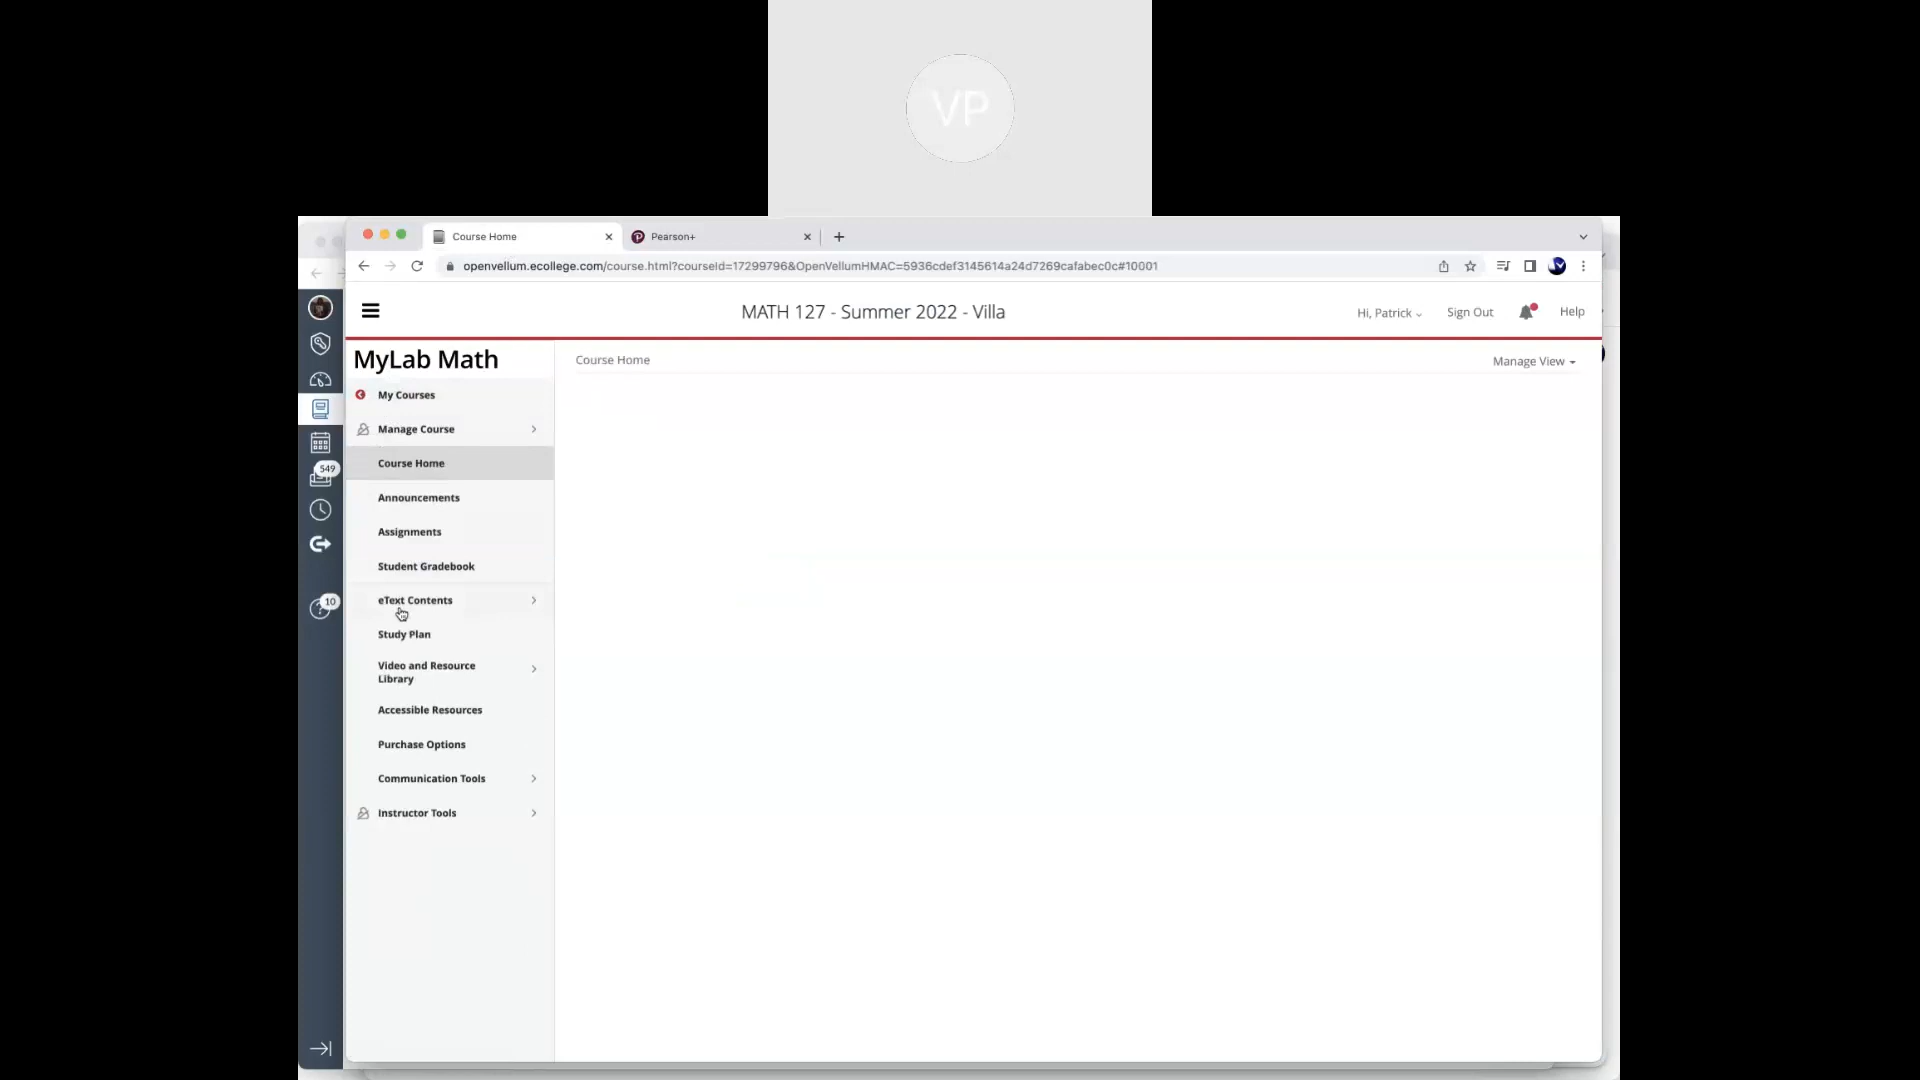 VP
Course Home
Pearson+
openvellum.ecollege.com/course.html?courseId=17299796&OpenVellumHMAC=5936cdef3145614a24d7269cafabec0c#10001
MATH 127 - Summer 2022 - Villa
Hi, Patrick
Sign Out
Help
MyLab Math
Course Home
Manage View
My Courses
Manage Course
Course Home
Announcements
Assignments
Student Gradebook
eText Contents
Study Plan
Video and Resource
Library
Accessible Resources
Purchase Options
Communication Tools
Instructor Tools
549
10